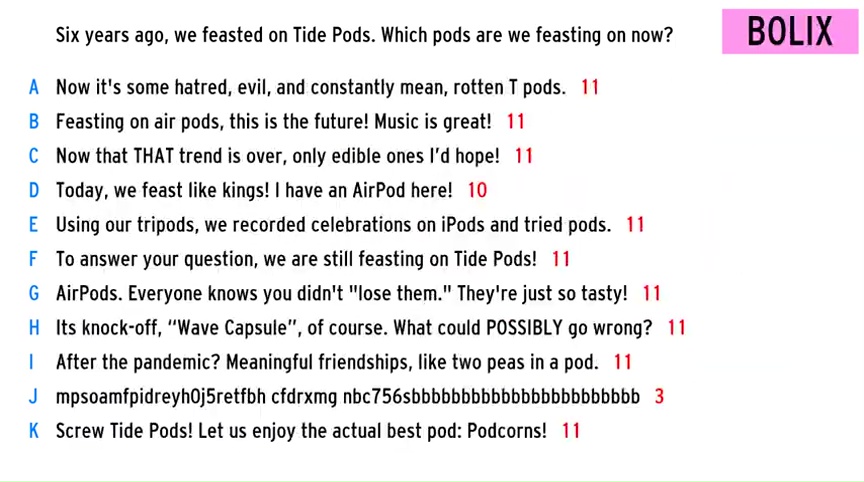 Six years ago, we feasted on Tide Pods. Which pods are we feasting on now?
BOLIX
A Now it's some hatred, evil, and constantly mean, rotten T pods. 11
B Feasting on air pods, this is the future! Music is great! 11
C Now that THAT trend is over, only edible ones I'd hope! 11
D Today, we feast like kings! I have an AirPod here! 10
E Using our tripods, we recorded celebrations on iPods and tried pods. 11
F To answer your question, we are still feasting on Tide Pods! 11
G AirPods. Everyone knows you didn't "lose them." They're just so tasty! 11
H Its knock-off, “Wave Capsule”, of course. What could POSSIBLY go wrong? 11
I After the pandemic? Meaningful friendships, like two peas in a pod. 11
J mpsoamfpidreyh0j5retfbh cfdrxmg nbc756sbbbbbbbbbbbbbbbbbbbbbbb 3
K Screw Tide Pods! Let us enjoy the actual best pod: Podcorns! 11